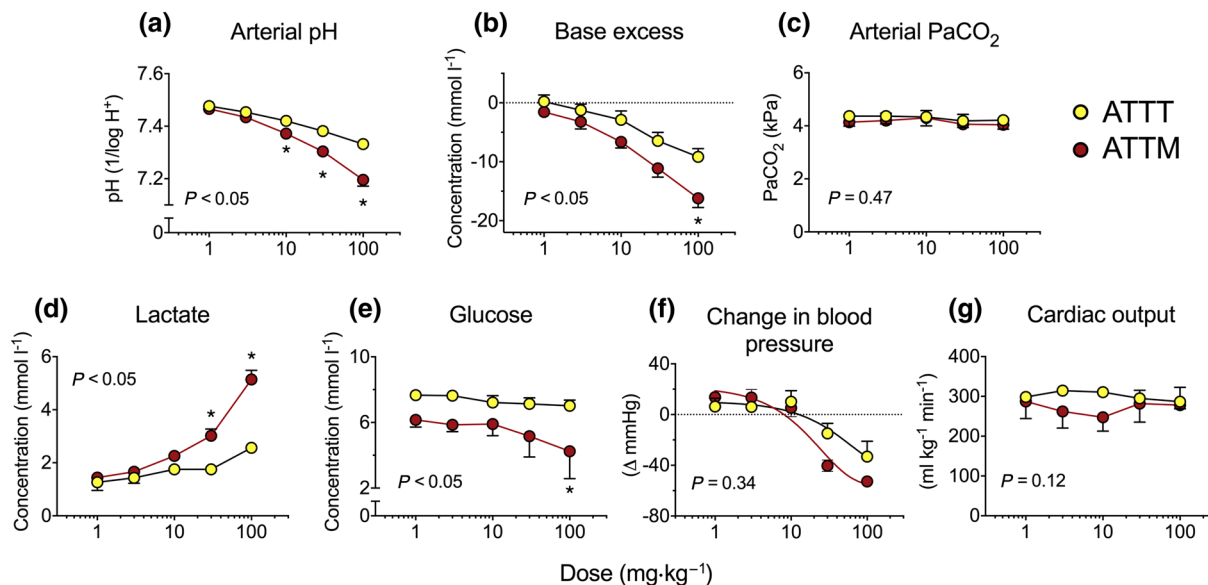 (a) Arterial pH
pH (1/log H⁺)
7.6
7.4
7.2
0
P < 0.05
*
*
*
1 10 100
(b) Base excess
Concentration (mmol l⁻¹)
0
-10
-20
P < 0.05
*
1 10 100
(c) Arterial PaCO₂
PaCO₂ (kPa)
6
4
2
0
P = 0.47
1 10 100
ATTT
ATTM
(d) Lactate
Concentration (mmol l⁻¹)
6
4
2
0
P < 0.05
*
*
1 10 100
(e) Glucose
Concentration (mmol l⁻¹)
10
8
6
4
2
0
P < 0.05
*
1 10 100
(f) Change in blood
pressure
(Δ mmHg)
40
0
-40
-80
P = 0.34
1 10 100
(g) Cardiac output
(ml kg⁻¹ min⁻¹)
400
300
200
100
0
P = 0.12
1 10 100
Dose (mg·kg⁻¹)